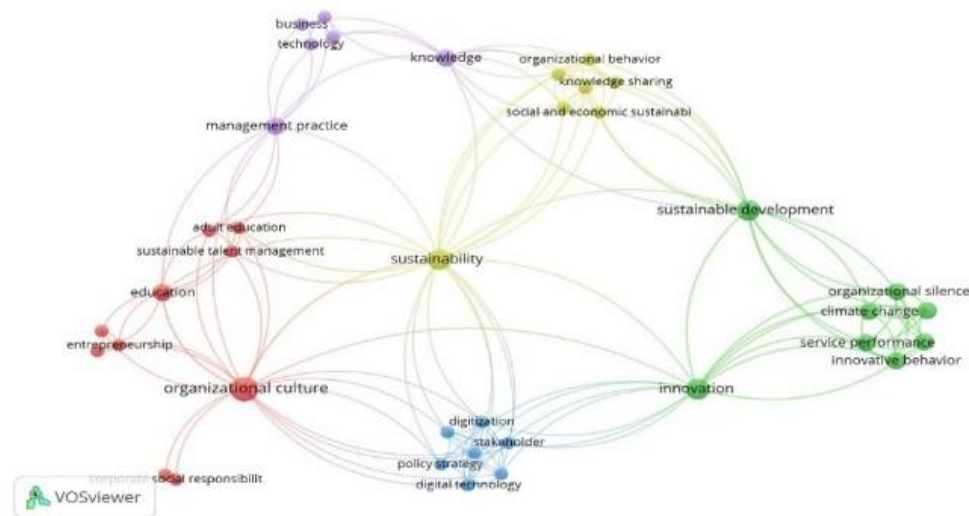 business
technology
knowledge
organizational behavior
knowledge sharing
social and economic sustainabi
management practice
adult education
sustainable talent management
sustainability
sustainable development
education
organizational silence
climate change
service performance
innovative behavior
entrepreneurship
organizational culture
innovation
digitization
stakeholder
policy strategy
digital technology
corporate social responsibilit
VOSviewer